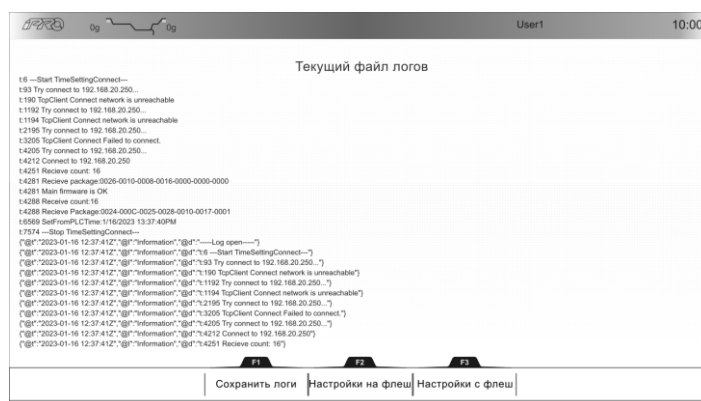 iPRO 0g 0g User1 10:00
Текущий файл логов
t:6 ---Start TimeSettingConnect---
t:93 Try connect to 192.168.20.250...
t:190 TcpClient Connect network is unreachable
t:1192 Try connect to 192.168.20.250...
t:1194 TcpClient Connect network is unreachable
t:2195 Try connect to 192.168.20.250...
t:3205 TcpClient Connect Failed to connect.
t:4205 Try connect to 192.168.20.250...
t:4212 Connect to 192.168.20.250
t:4251 Recieve count: 16
t:4281 Recieve package:0026-0010-0008-0016-0000-0000-0000
t:4281 Main firmware is OK
t:4288 Receive count:16
t:4288 Recieve Package:0024-000C-0025-0028-0010-0017-0001
t:6569 SetFromPLCTime:1/16/2023 13:37:40PM
t:7574 ---Stop TimeSettingConnect---
{"@t":"2023-01-16 12:37:41Z","@l":"Information","@d":"-----Log open-----"}
{"@t":"2023-01-16 12:37:41Z","@l":"Information","@d":"t:6 ---Start TimeSettingConnect---"}
{"@t":"2023-01-16 12:37:41Z","@l":"Information","@d":"t:93 Try connect to 192.168.20.250..."}
{"@t":"2023-01-16 12:37:41Z","@l":"Information","@d":"t:190 TcpClient Connect network is unreachable"}
{"@t":"2023-01-16 12:37:41Z","@l":"Information","@d":"t:1192 Try connect to 192.168.20.250..."}
{"@t":"2023-01-16 12:37:41Z","@l":"Information","@d":"t:1194 TcpClient Connect network is unreachable"}
{"@t":"2023-01-16 12:37:41Z","@l":"Information","@d":"t:2195 Try connect to 192.168.20.250..."}
{"@t":"2023-01-16 12:37:41Z","@l":"Information","@d":"t:3205 TcpClient Connect Failed to connect."}
{"@t":"2023-01-16 12:37:41Z","@l":"Information","@d":"t:4205 Try connect to 192.168.20.250..."}
{"@t":"2023-01-16 12:37:41Z","@l":"Information","@d":"t:4212 Connect to 192.168.20.250"}
{"@t":"2023-01-16 12:37:41Z","@l":"Information","@d":"t:4251 Recieve count: 16"}
F1 F2 F3
Сохранить логи Настройки на флеш Настройки с флеш